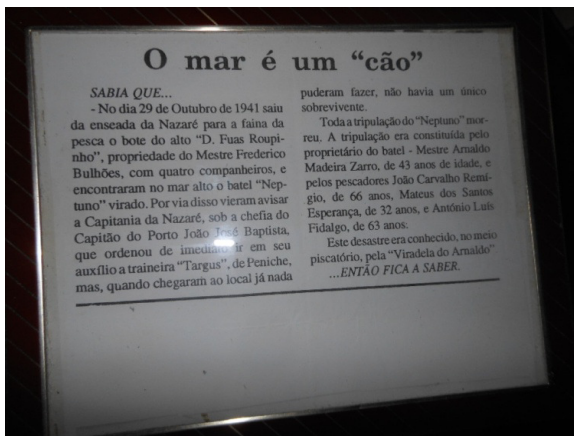 O mar é um “cão”
SABIA QUE...
- No dia 29 de Outubro de 1941 saiu
da enseada da Nazaré para a faina da
pesca o bote do alto “D. Fuas Roupi-
nho”, propriedade do Mestre Frederico
Bulhões, com quatro companheiros, e
encontraram no mar alto o batel “Nep-
tuno” virado. Por via disso vieram avisar
a Capitania da Nazaré, sob a chefia do
Capitão do Porto João José Baptista,
que ordenou de imediato ir em seu
auxílio a traineira “Targus”, de Peniche,
mas, quando chegaram ao local já nada
puderam fazer, não havia um único
sobrevivente.
Toda a tripulação do “Neptuno” mor-
reu. A tripulação era constituída pelo
proprietário do batel - Mestre Arnaldo
Madeira Zarro, de 43 anos de idade, e
pelos pescadores João Carvalho Remí-
gio, de 66 anos, Mateus dos Santos
Esperança, de 32 anos, e António Luís
Fidalgo, de 63 anos.
Este desastre era conhecido, no meio
piscatório, pela “Viradela do Arnaldo”
...ENTÃO FICA A SABER.